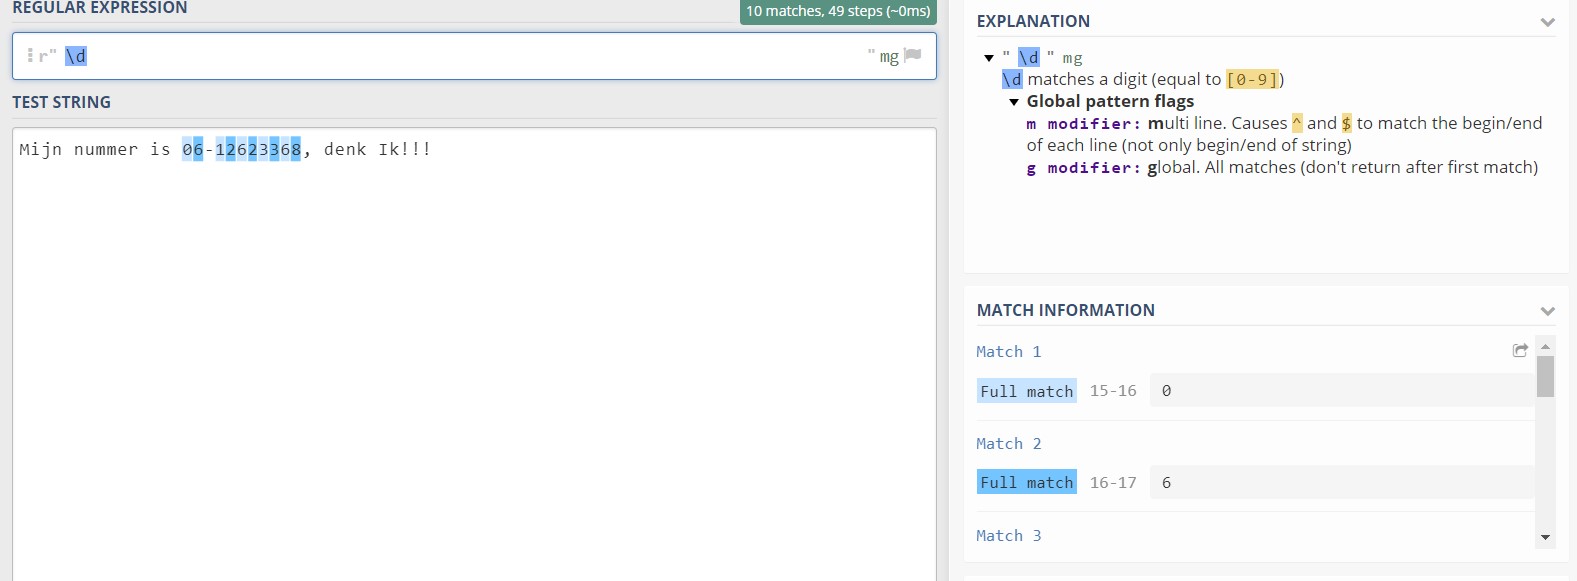 REGULAR EXPRESSION
10 matches, 49 steps (~0ms)
r" \d " mg
TEST STRING
Mijn nummer is 06-12623368, denk Ik!!!
EXPLANATION
" \d " mg
\d matches a digit (equal to [0-9])
Global pattern flags
m modifier: multi line. Causes ^ and $ to match the begin/end
of each line (not only begin/end of string)
g modifier: global. All matches (don't return after first match)
MATCH INFORMATION
Match 1
Full match 15-16 0
Match 2
Full match 16-17 6
Match 3